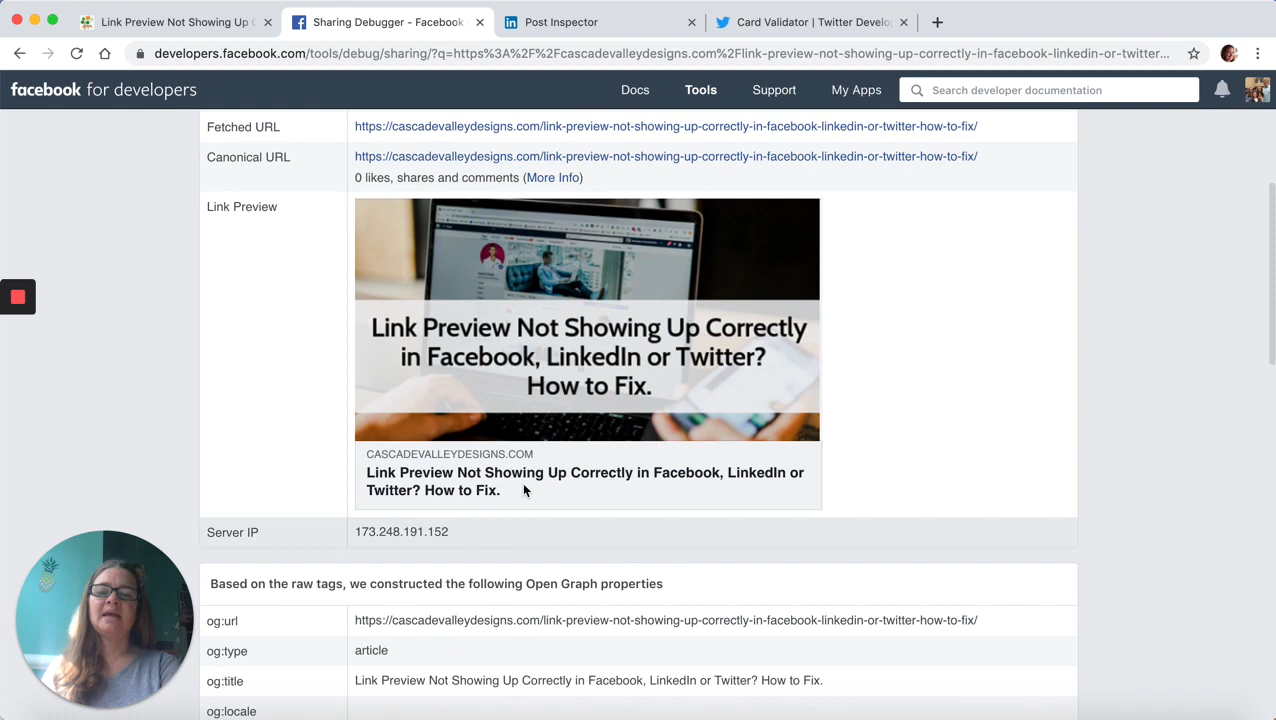 Link Preview Not Showing Up
Sharing Debugger - Facebook
Post Inspector
Card Validator | Twitter Develo
developers.facebook.com/tools/debug/sharing/?q=https%3A%2F%2Fcascadevalleydesigns.com%2Flink-preview-not-showing-up-correctly-in-facebook-linkedin-or-twitter...
facebook for developers
Docs
Tools
Support
My Apps
Search developer documentation
Fetched URL
https://cascadevalleydesigns.com/link-preview-not-showing-up-correctly-in-facebook-linkedin-or-twitter-how-to-fix/
Canonical URL
https://cascadevalleydesigns.com/link-preview-not-showing-up-correctly-in-facebook-linkedin-or-twitter-how-to-fix/
0 likes, shares and comments (More Info)
Link Preview
Link Preview Not Showing Up Correctly
in Facebook, LinkedIn or Twitter?
How to Fix.
CASCADEVALLEYDESIGNS.COM
Link Preview Not Showing Up Correctly in Facebook, LinkedIn or
Twitter? How to Fix.
Server IP
173.248.191.152
Based on the raw tags, we constructed the following Open Graph properties
og:url
https://cascadevalleydesigns.com/link-preview-not-showing-up-correctly-in-facebook-linkedin-or-twitter-how-to-fix/
og:type
article
og:title
Link Preview Not Showing Up Correctly in Facebook, LinkedIn or Twitter? How to Fix.
og:locale